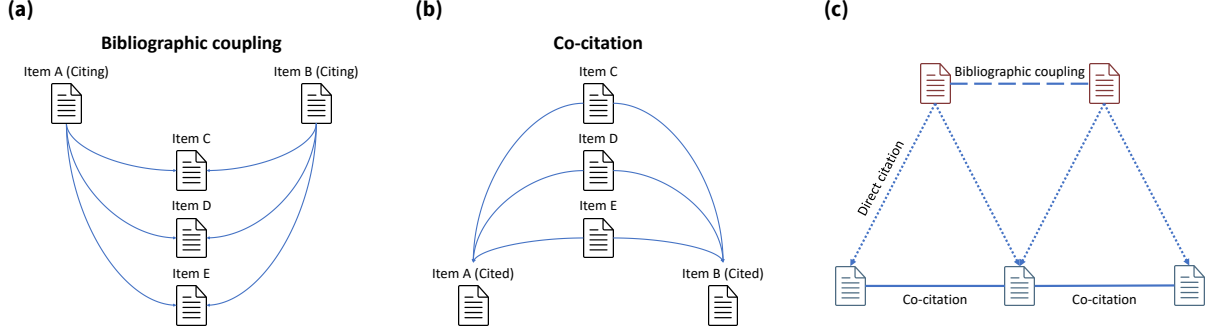 (a)
Bibliographic coupling
Item A (Citing)
Item B (Citing)
Item C
Item D
Item E
(b)
Co-citation
Item C
Item D
Item E
Item A (Cited)
Item B (Cited)
(c)
Bibliographic coupling
Direct citation
Co-citation
Co-citation